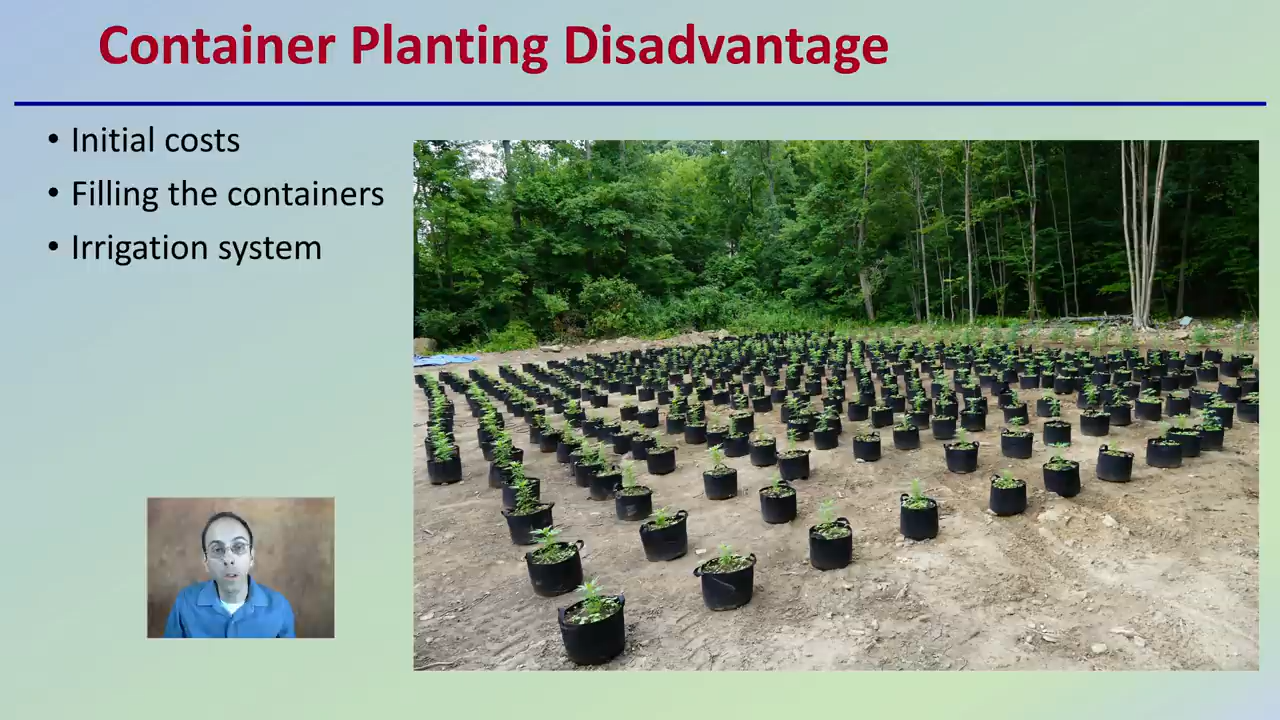 Container Planting Disadvantage
• Initial costs
• Filling the containers
• Irrigation system